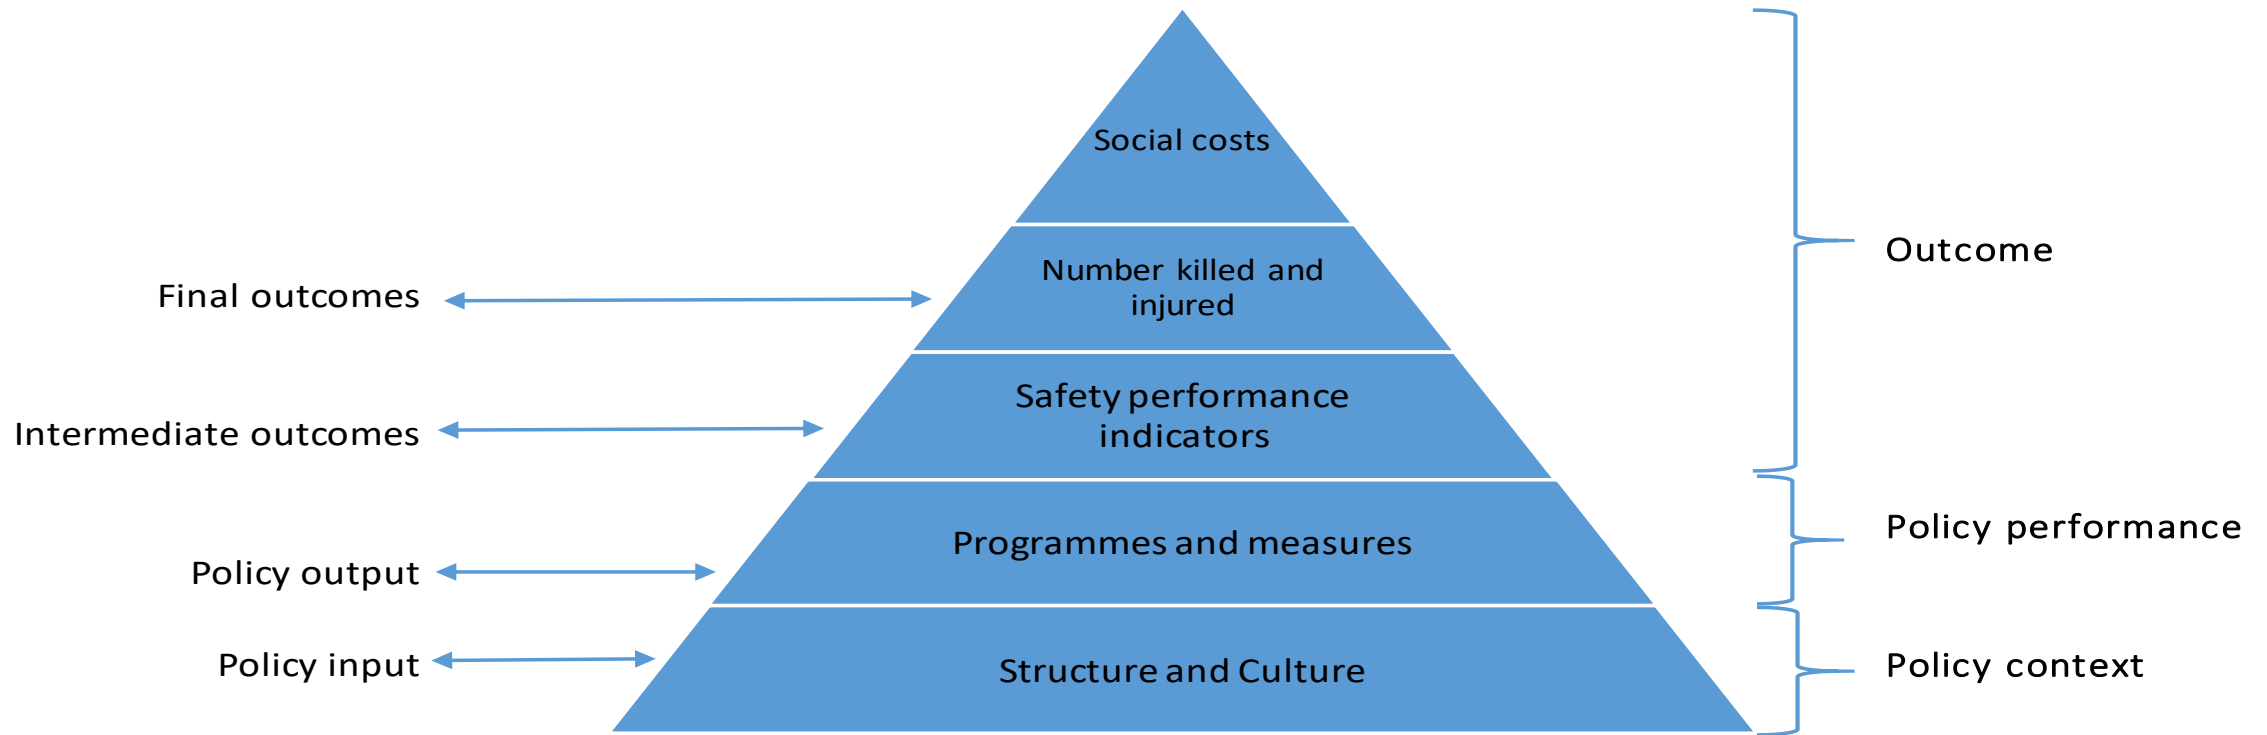 Social costs
Number killed and
injured
Safety performance
indicators
Programmes and measures
Structure and Culture
Final outcomes
Intermediate outcomes
Policy output
Policy input
Outcome
Policy performance
Policy context